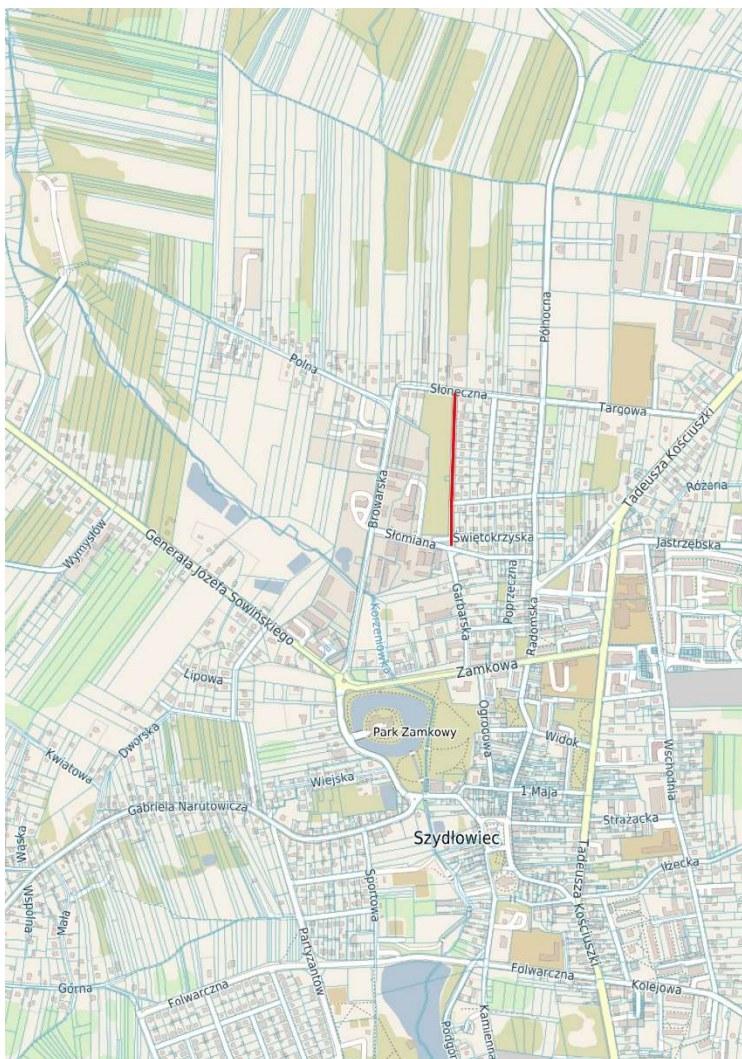 Północna
Polna
Słoneczna
Targowa
Tadeusza Kościuszki
Różana
Browarska
Wymysłów
Generała Józefa Sowińskiego
Słomiana
Świętokrzyska
Jastrzębska
Garbarska
Poprzeczna
Radomska
Korzeniówka
Zamkowa
Lipowa
Park Zamkowy
Ogrodowa
Widok
Dworska
Kwiatowa
Wiejska
Wschodnia
1 Maja
Gabriela Narutowicza
Strażacka
Szydłowiec
Wąska
Tadeusza Kościuszki
Iłżecka
Wspólna
Mała
Sportowa
Partyzantów
Folwarczna
Górna
Folwarczna
Kolejowa
Kamienna
Podgór